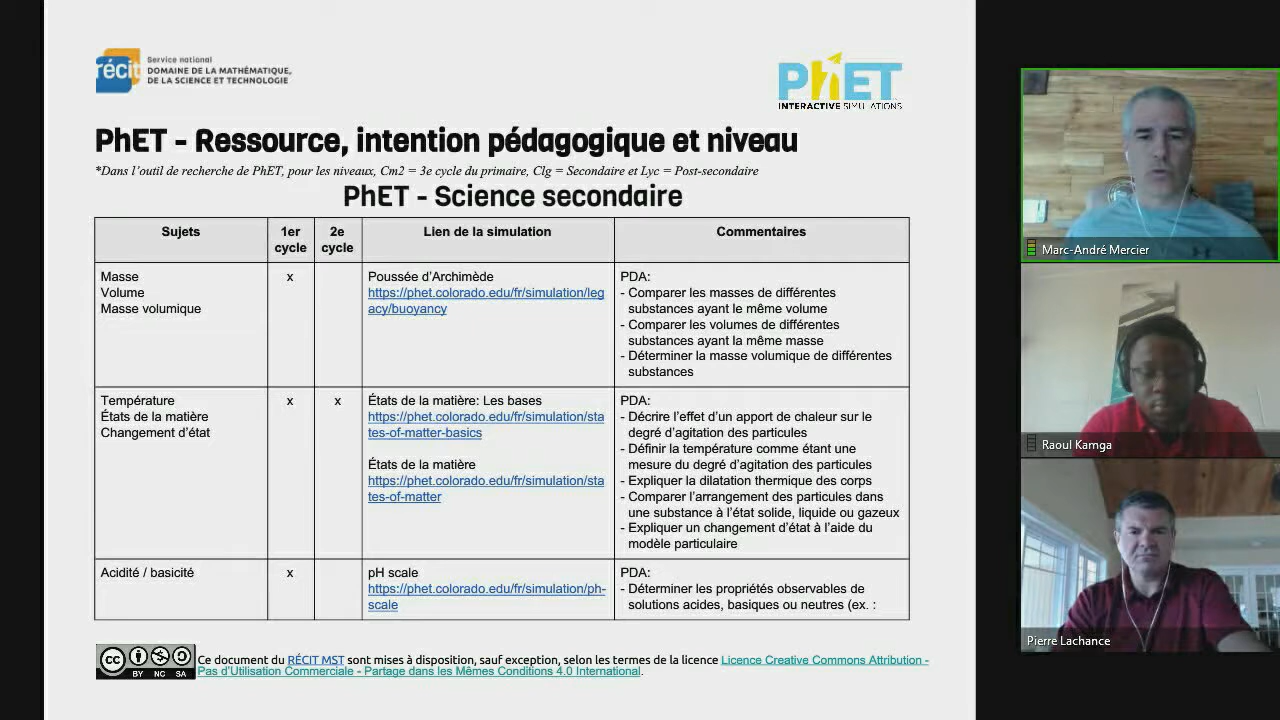 récit
Service national
DOMAINE DE LA MATHÉMATIQUE,
DE LA SCIENCE ET TECHNOLOGIE
PhET
INTERACTIVE SIMULATIONS
PhET - Ressource, intention pédagogique et niveau
*Dans l'outil de recherche de PhET, pour les niveaux, Cm2 = 3e cycle du primaire, Clg = Secondaire et Lyc = Post-secondaire
PhET - Science secondaire
Sujets
1er
cycle
2e
cycle
Lien de la simulation
Commentaires
Masse
Volume
Masse volumique
x
Poussée d'Archimède
https://phet.colorado.edu/fr/simulation/leg
acy/buoyancy
PDA:
- Comparer les masses de différentes
substances ayant le même volume
- Comparer les volumes de différentes
substances ayant la même masse
- Déterminer la masse volumique de différentes
substances
Température
États de la matière
Changement d'état
x
x
États de la matière: Les bases
https://phet.colorado.edu/fr/simulation/sta
tes-of-matter-basics
États de la matière
https://phet.colorado.edu/fr/simulation/sta
tes-of-matter
PDA:
- Décrire l'effet d'un apport de chaleur sur le
degré d'agitation des particules
- Définir la température comme étant une
mesure du degré d'agitation des particules
- Expliquer la dilatation thermique des corps
- Comparer l'arrangement des particules dans
une substance à l'état solide, liquide ou gazeux
- Expliquer un changement d'état à l'aide du
modèle particulaire
Acidité / basicité
x
pH scale
https://phet.colorado.edu/fr/simulation/ph-
scale
PDA:
- Déterminer les propriétés observables de
solutions acides, basiques ou neutres (ex. :
cc
BY NC SA
Ce document du RÉCIT MST sont mises à disposition, sauf exception, selon les termes de la licence Licence Creative Commons Attribution -
Pas d'Utilisation Commerciale - Partage dans les Mêmes Conditions 4.0 International.
Marc-André Mercier
Raoul Kamga
Pierre Lachance